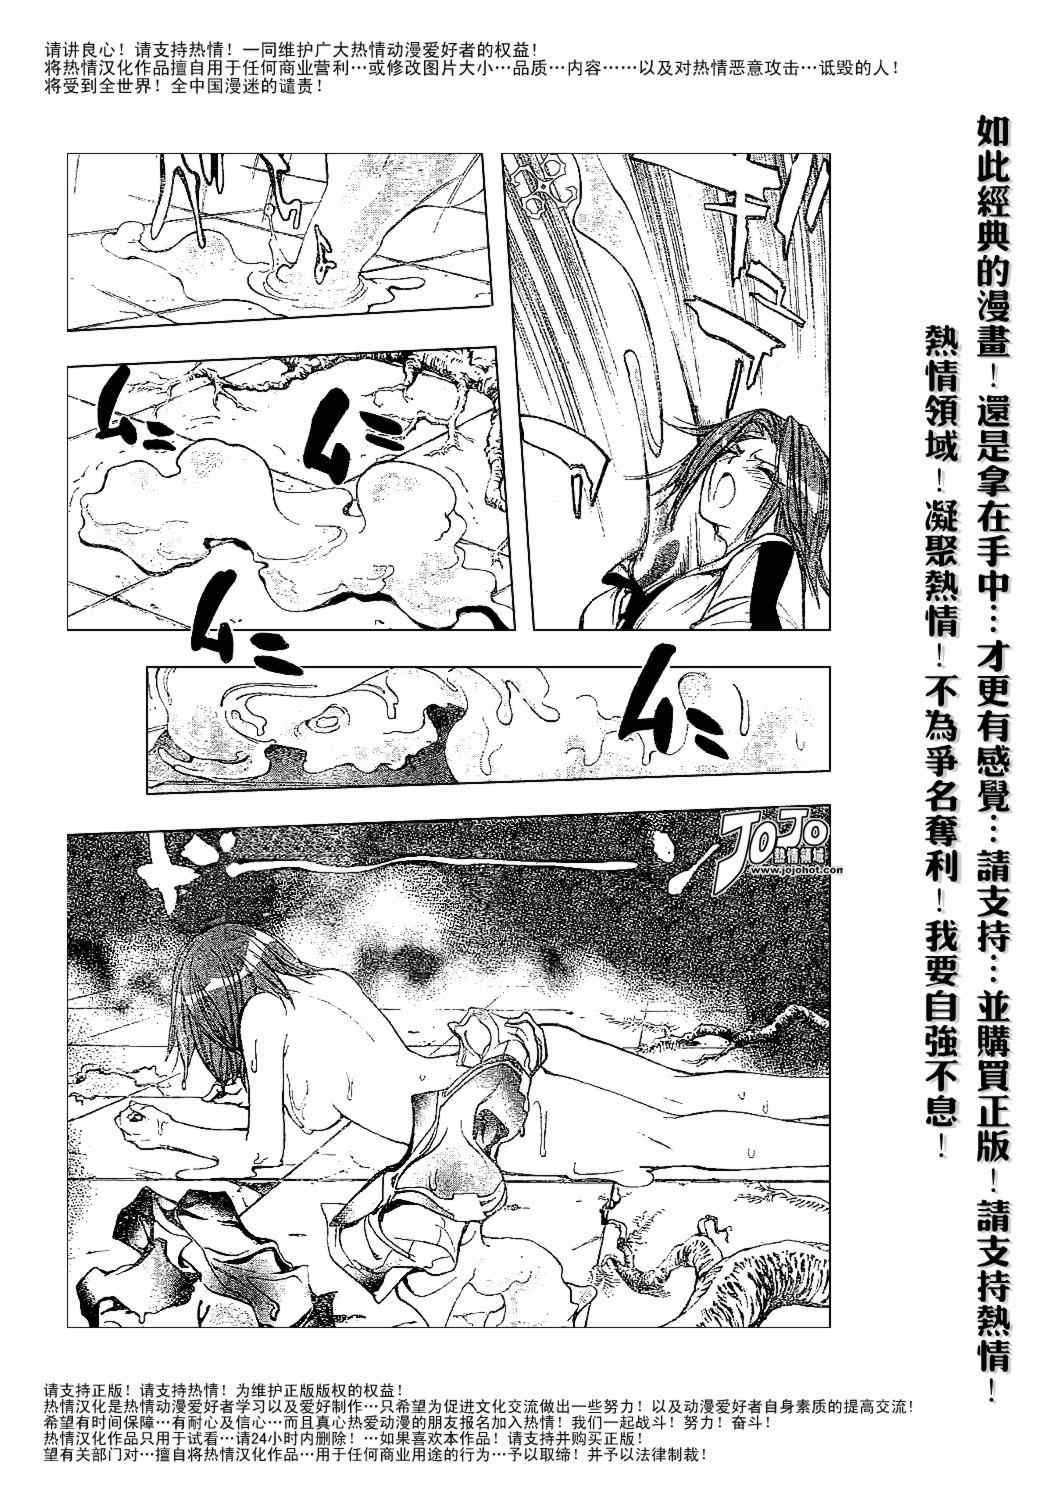 请讲良心！请支持热情！一同维护广大热情动漫爱好者的权益！
将热情汉化作品擅自用于任何商业营利…或修改图片大小…品质…内容……以及对热情恶意攻击…诋毁的人！
将受到全世界！全中国漫迷的谴责！
如此經典的漫畫！還是拿在手中…才更有感覺…請支持…並購買正版！請支持熱情！
熱情領域！凝聚熱情！不為爭名奪利！我要自強不息！
ムニ
ムニ
ムニ
ムニ
JOJO
熱情領域
www.jojohot.com
请支持正版！请支持热情！为维护正版版权的权益！
热情汉化是热情动漫爱好者学习以及爱好制作…只希望为促进文化交流做出一些努力！以及动漫爱好者自身素质的提高交流！
希望有时间保障…有耐心及信心…而且真心热爱动漫的朋友报名加入热情！我们一起战斗！努力！奋斗！
热情汉化作品只用于试看…请24小时内删除！…如果喜欢本作品！请支持并购买正版！
望有关部门对…擅自将热情汉化作品…用于任何商业用途的行为…予以取缔！并予以法律制裁！